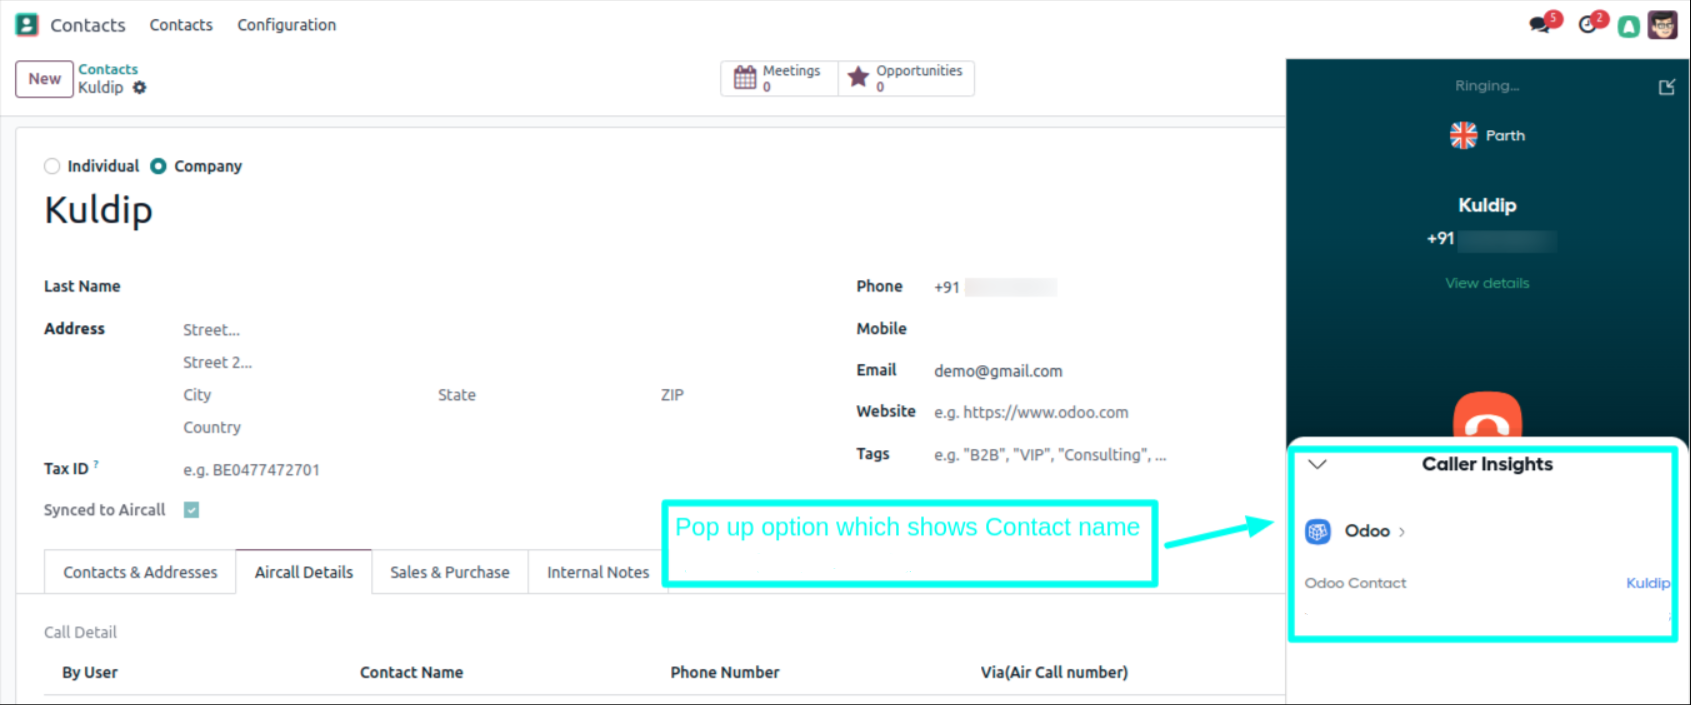 Contacts Contacts Configuration 5 2 A
New Contacts
Kuldip
Meetings
0
Opportunities
0
Individual Company
Kuldip
Last Name
Address Street...
Street 2...
City State ZIP
Country
Tax ID ? e.g. BE0477472701
Synced to Aircall
Phone +91
Mobile
Email demo@gmail.com
Website e.g. https://www.odoo.com
Tags e.g. "B2B", "VIP", "Consulting", ...
Pop up option which shows Contact name
Contacts & Addresses Aircall Details Sales & Purchase Internal Notes
Call Detail
By User Contact Name Phone Number Via(Air Call number)
Ringing...
Parth
Kuldip
+91
View details
Caller Insights
Odoo >
Odoo Contact Kuldip